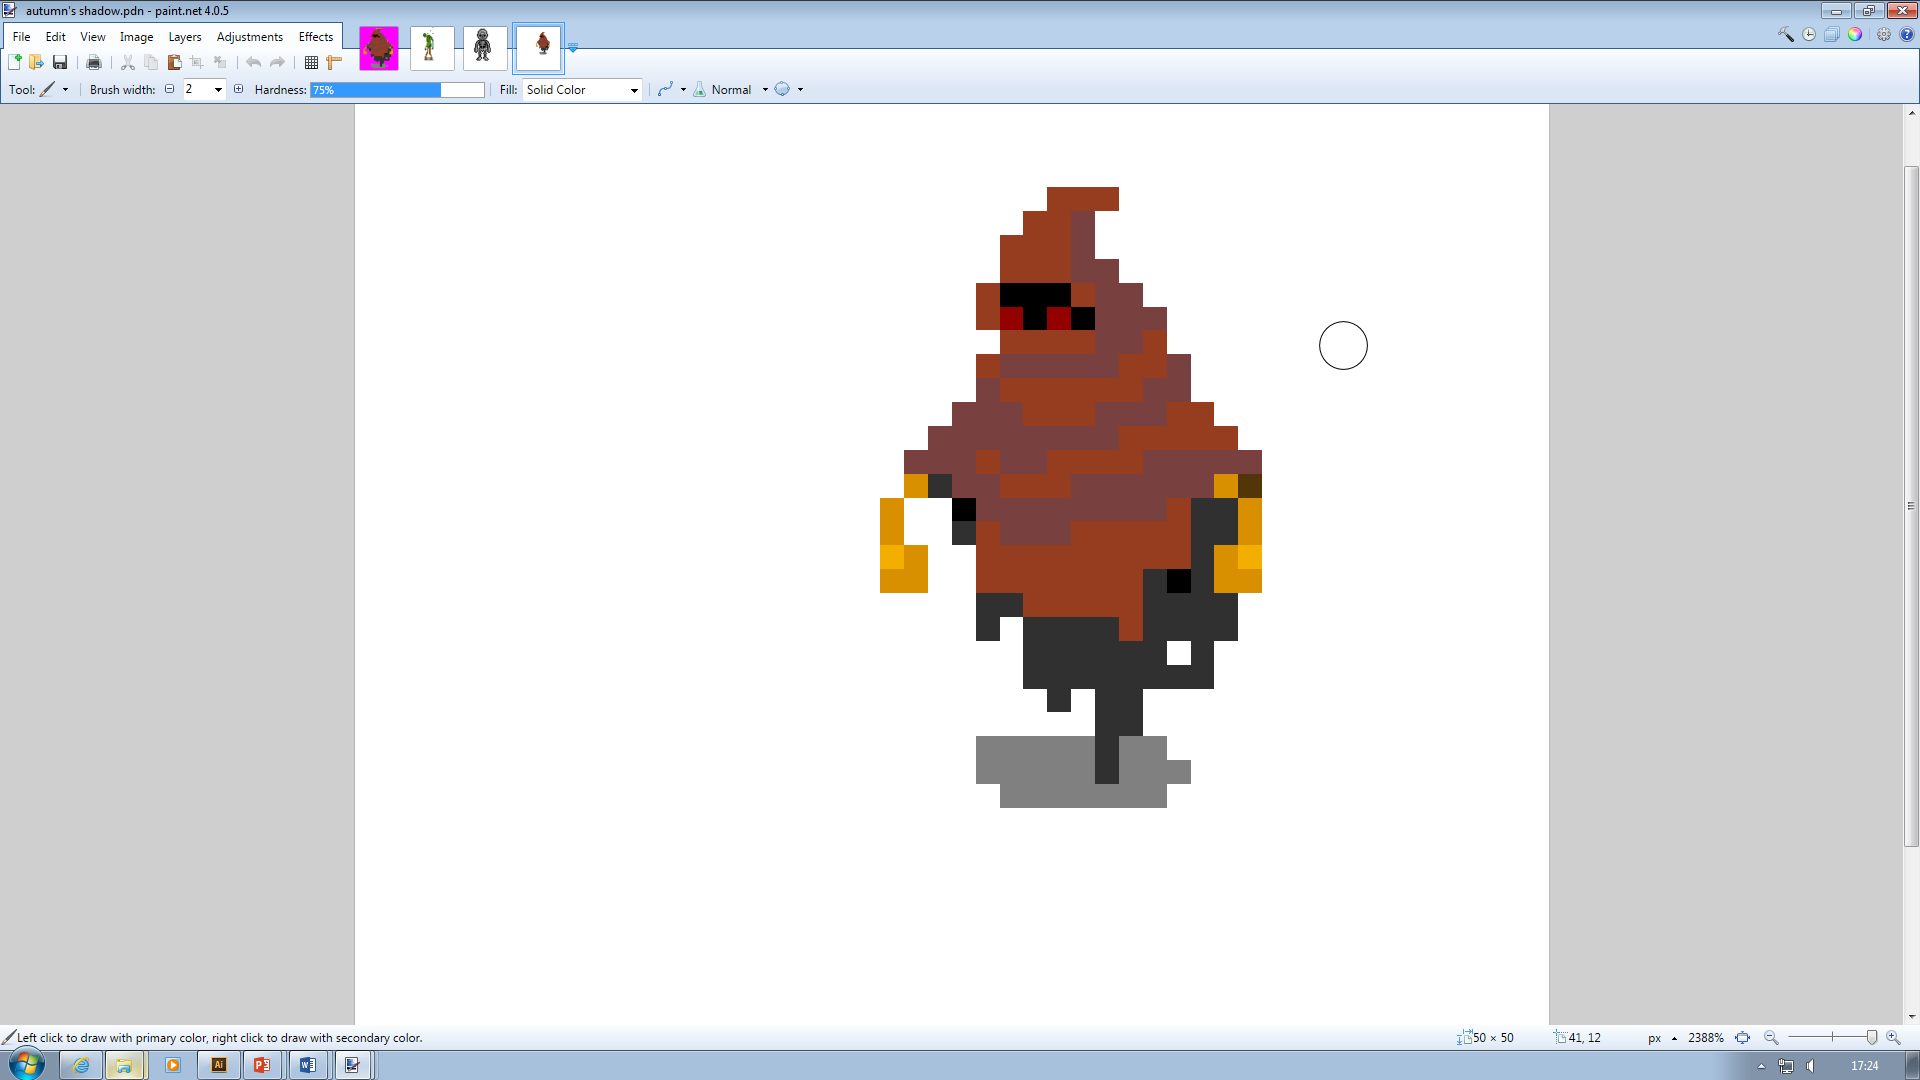 autumn's shadow.pdn - paint.net 4.0.5
File Edit View Image Layers Adjustments Effects
Tool: Brush width: 2 Hardness: 75% Fill: Solid Color Normal
Left click to draw with primary color, right click to draw with secondary color. 50 × 50 41, 12 px 2388%
Ai P W 17:24